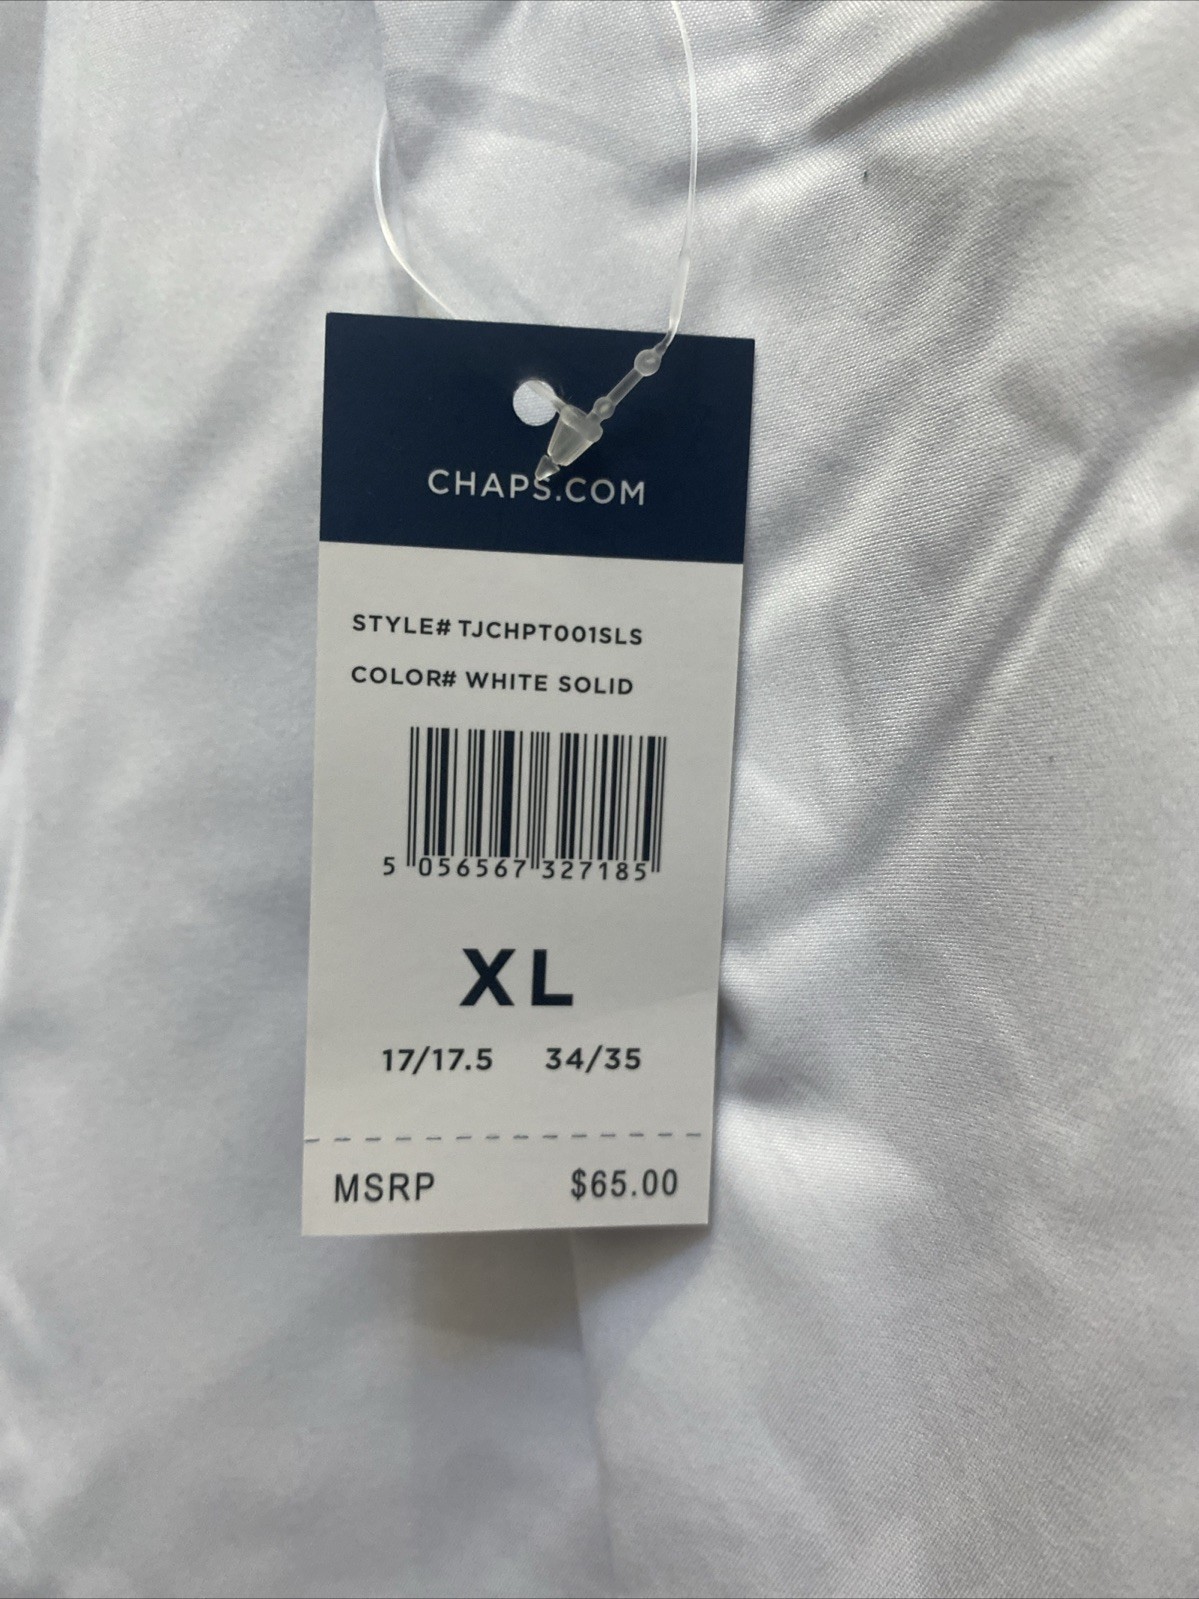 CHAPS.COM
STYLE# TJCHPT001SLS
COLOR# WHITE SOLID
5 056567 327185
XL
17/17.5 34/35
MSRP $65.00